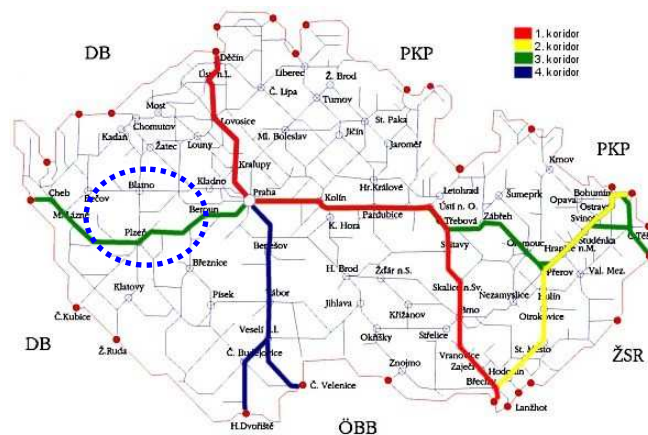 DB
PKP
1. koridor
2. koridor
3. koridor
4. koridor
Děčín
Ústí n.L.
Liberec
Ž. Brod
Č. Lípa
Turnov
Most
Chomutov
Lovosice
St. Paka
Kadaň
Žatec
Louny
Ml. Boleslav
Jičín
Jaroměř
Kralupy
Krnov
PKP
Cheb
Blatno
Kladno
Praha
Kolín
Hr.Králové
Letohrad
Šumperk
Bohumín
Opava
Ostrava
Bečov
M.Lázně
Beroun
Pardubice
Ústí n. O.
Č.Třebová
Zábřeh
Svinov
Studénka
Č.Těš
Plzeň
K. Hora
Svitavy
Olomouc
Hranice n.M.
Benešov
Přerov
Val. Mez.
Březnice
H. Brod
Žďár n.S.
Skalice n.Sv.
Nezamyslice
Hulín
Klatovy
Písek
Tábor
Jihlava
Křižanov
Brno
Otrokovice
Č.Kubice
Veselí n.l.
Okříšky
Střelice
DB
Ž.Ruda
Č. Budějovice
Vranovice
Zaječí
St. Město
ŽSR
Znojmo
Hodonín
Břeclav
Č. Velenice
Lanžhot
H.Dvořiště
ÖBB